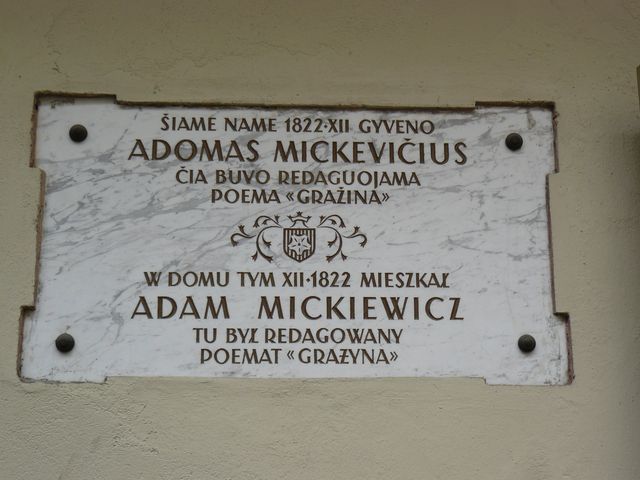 ŠIAME NAME 1822·XII GYVENO
ADOMAS MICKEVIČIUS
ČIA BUVO REDAGUOJAMA
POEMA «GRAŽINA»
W DOMU TYM XII·1822 MIESZKAŁ
ADAM MICKIEWICZ
TU BYŁ REDAGOWANY
POEMAT «GRAŻYNA»